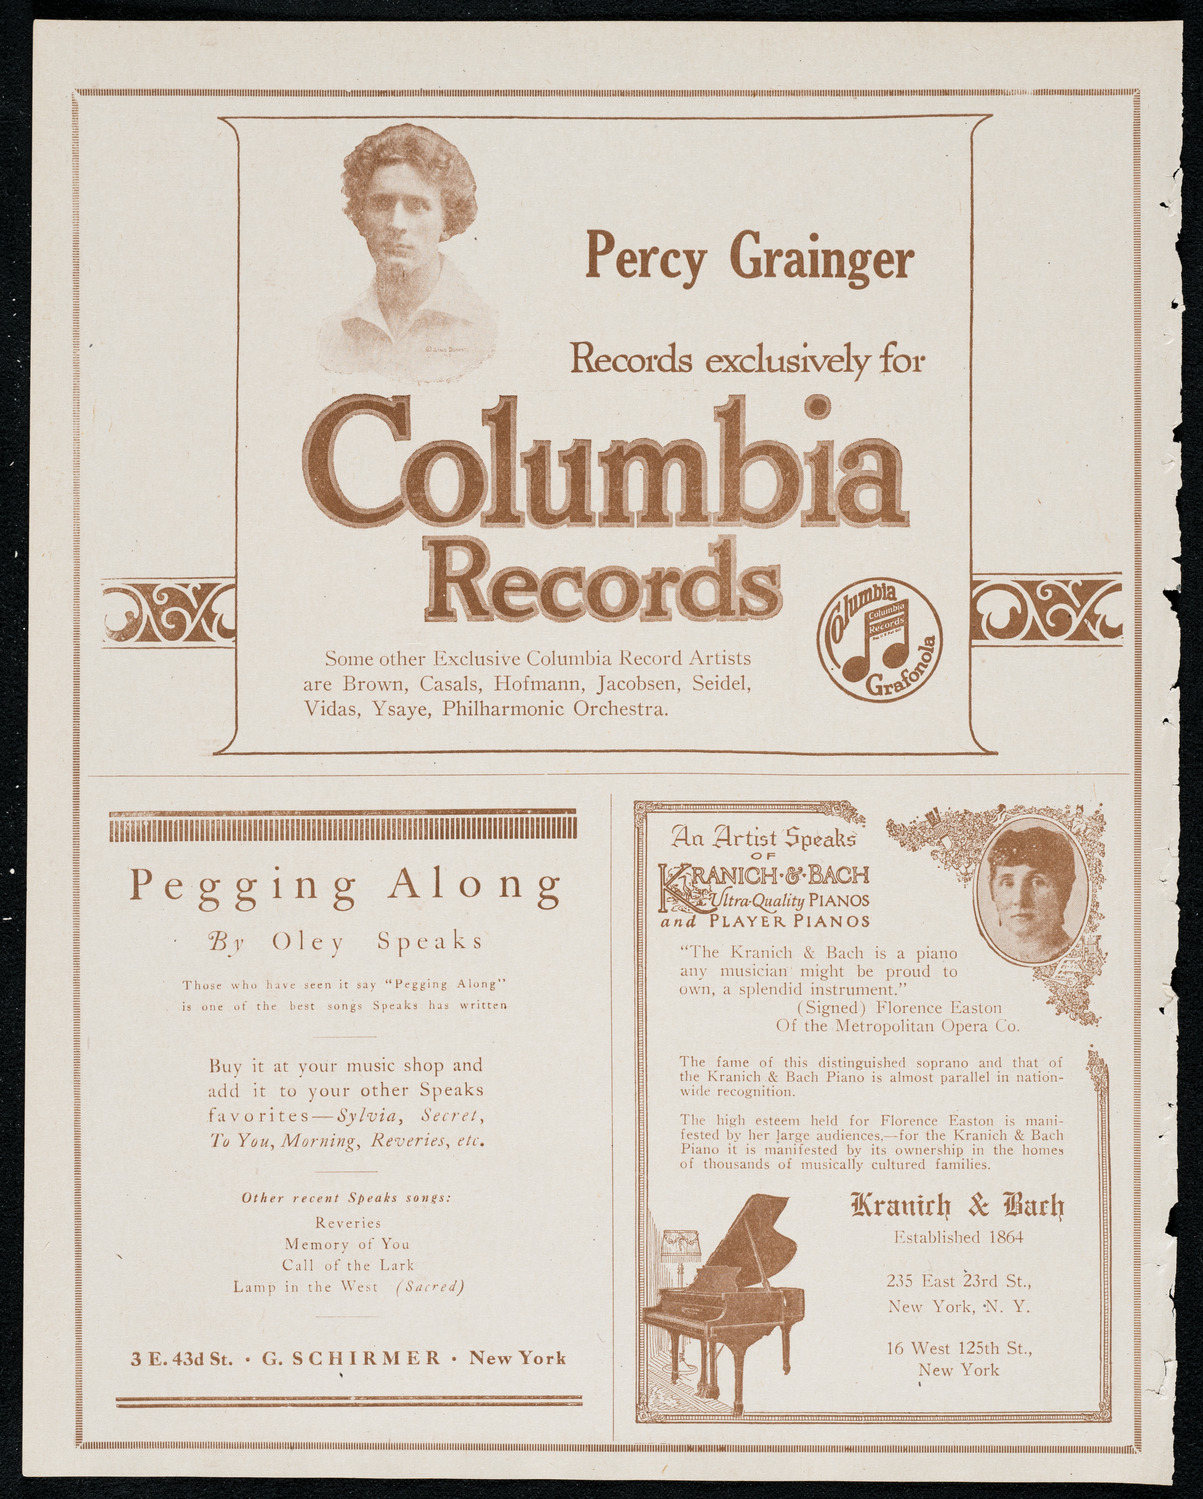 Percy Grainger
Records exclusively for
Columbia
Records
Columbia
Columbia
Records
Grafonola
Some other Exclusive Columbia Record Artists
are Brown, Casals, Hofmann, Jacobsen, Seidel,
Vidas, Ysaye, Philharmonic Orchestra.
Pegging Along
By Oley Speaks
Those who have seen it say "Pegging Along"
is one of the best songs Speaks has written
Buy it at your music shop and
add it to your other Speaks
favorites—Sylvia, Secret,
To You, Morning, Reveries, etc.
Other recent Speaks songs:
Reveries
Memory of You
Call of the Lark
Lamp in the West (Sacred)
3 E. 43d St. · G. SCHIRMER · New York
An Artist Speaks
OF
KRANICH·&·BACH
Ultra-Quality PIANOS
and PLAYER PIANOS
"The Kranich & Bach is a piano
any musician might be proud to
own, a splendid instrument."
(Signed) Florence Easton
Of the Metropolitan Opera Co.
The fame of this distinguished soprano and that of
the Kranich & Bach Piano is almost parallel in nation-
wide recognition.
The high esteem held for Florence Easton is mani-
fested by her large audiences,—for the Kranich & Bach
Piano it is manifested by its ownership in the homes
of thousands of musically cultured families.
Kranich & Bach
Established 1864
235 East 23rd St.,
New York, N. Y.
16 West 125th St.,
New York